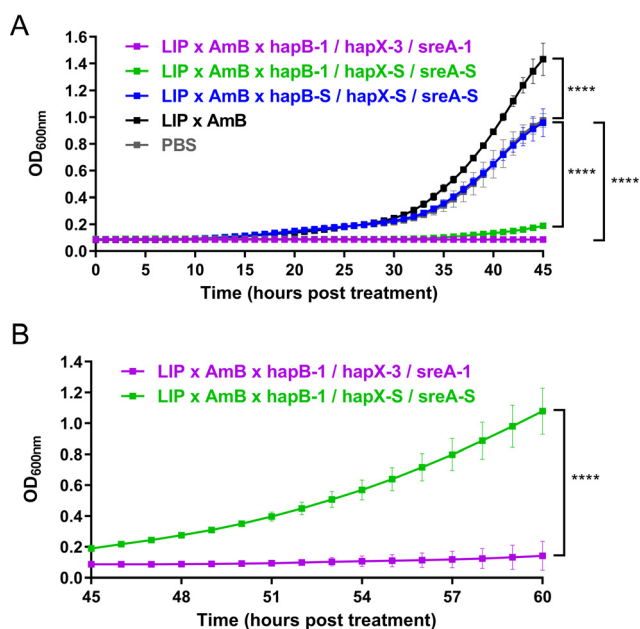 A
1.6
1.4
1.2
1.0
0.8
0.6
0.4
0.2
0.0
OD600nm
LIP x AmB x hapB-1 / hapX-3 / sreA-1
LIP x AmB x hapB-1 / hapX-S / sreA-S
LIP x AmB x hapB-S / hapX-S / sreA-S
LIP x AmB
PBS
****
****
****
0 5 10 15 20 25 30 35 40 45
Time (hours post treatment)
B
1.4
1.2
1.0
0.8
0.6
0.4
0.2
0.0
OD600nm
LIP x AmB x hapB-1 / hapX-3 / sreA-1
LIP x AmB x hapB-1 / hapX-S / sreA-S
****
45 48 51 54 57 60
Time (hours post treatment)